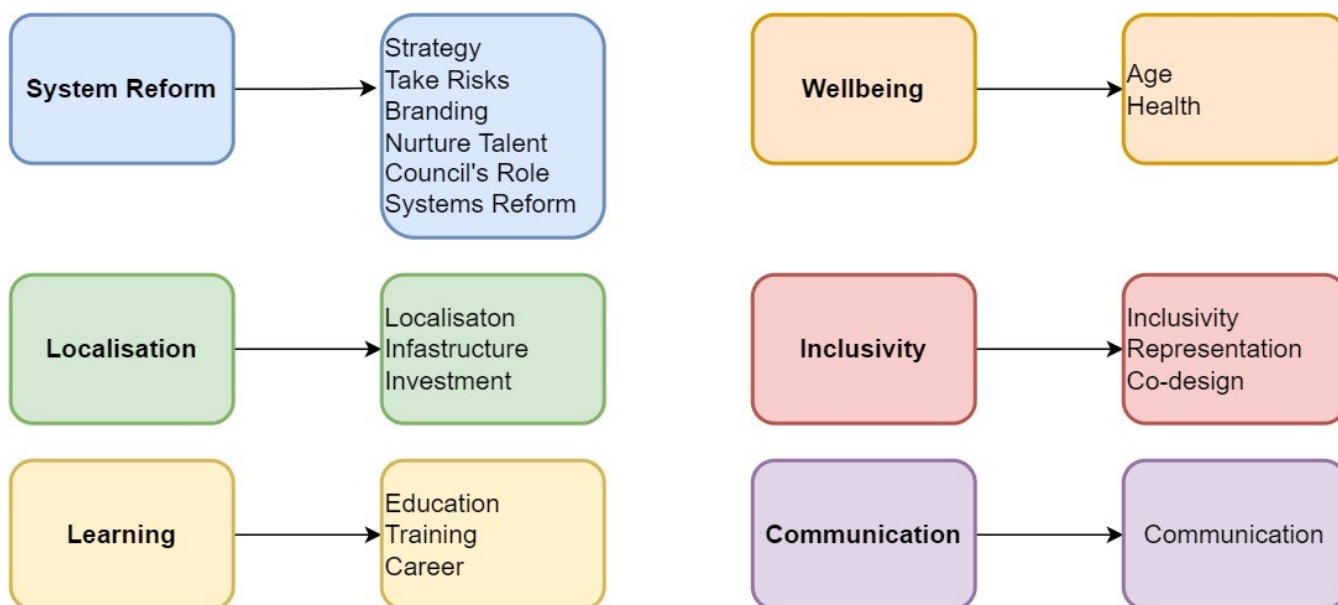 System Reform
Strategy
Take Risks
Branding
Nurture Talent
Council's Role
Systems Reform
Wellbeing
Age
Health
Localisation
Localisaton
Infastructure
Investment
Inclusivity
Inclusivity
Representation
Co-design
Learning
Education
Training
Career
Communication
Communication